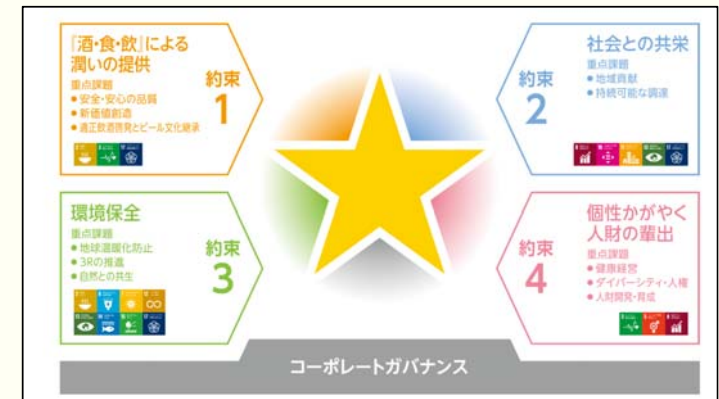 『酒・食・飲』による
潤いの提供
重点課題
●安全・安心の品質
●新価値創造
●適正飲酒啓発とビール文化継承
約束
1
社会との共栄
重点課題
●地域貢献
●持続可能な調達
約束
2
環境保全
重点課題
●地球温暖化防止
●3Rの推進
●自然との共生
約束
3
個性かがやく
人財の輩出
重点課題
●健康経営
●ダイバーシティ・人権
●人財開発・育成
約束
4
コーポレートガバナンス